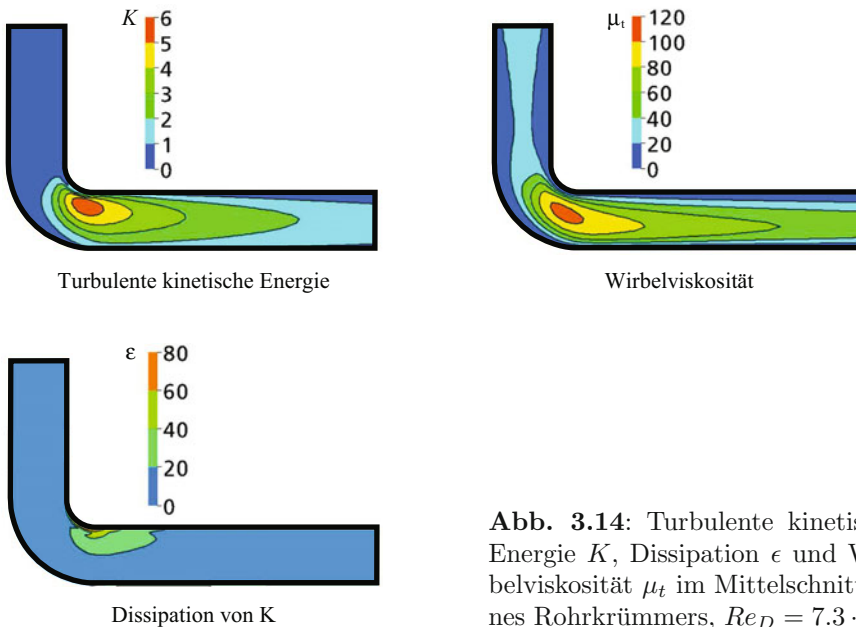 K
6
5
4
3
2
1
0
Turbulente kinetische Energie
μt
120
100
80
60
40
20
0
Wirbelviskosität
ε
80
60
40
20
0
Dissipation von K
Abb. 3.14: Turbulente kinetis
Energie K, Dissipation ϵ und W
belviskosität μt im Mittelschnitt
nes Rohrkrümmers, ReD = 7.3 ·